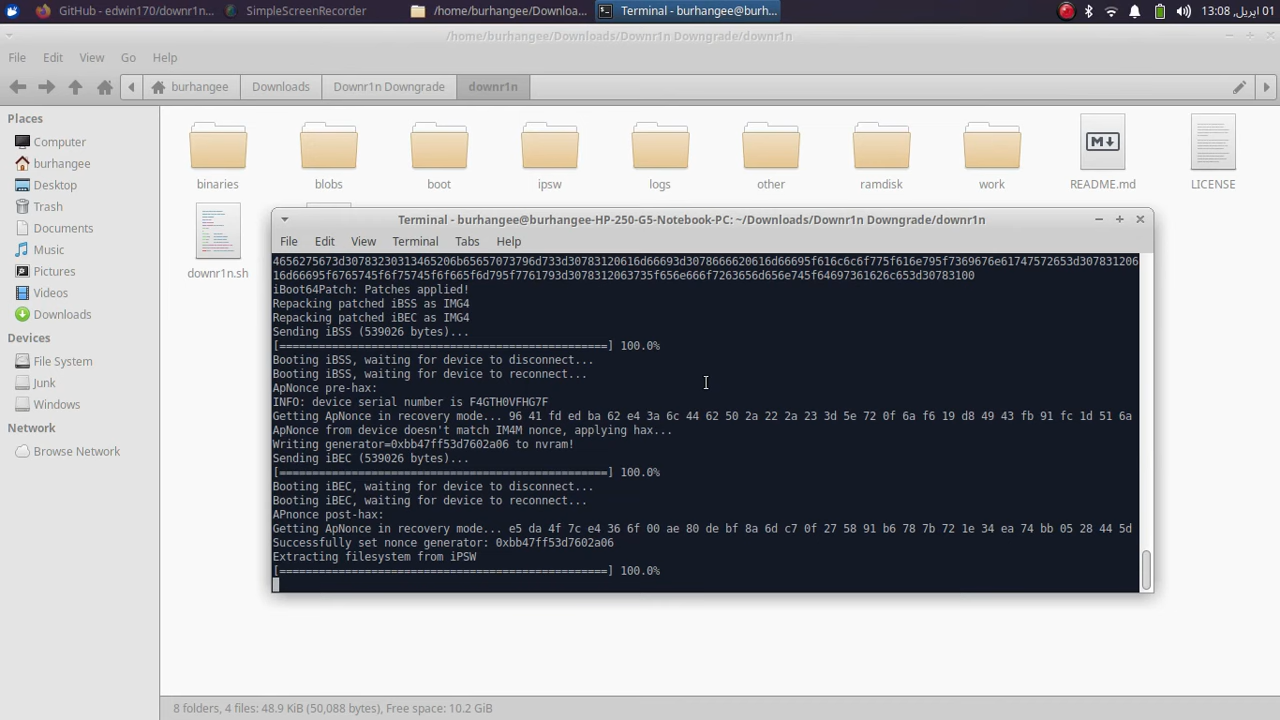 GitHub - edwin170/downr1n...
SimpleScreenRecorder
/home/burhangee/Downloa...
Terminal - burhangee@burh...
01 اپریل, 13:08
/home/burhangee/Downloads/Downr1n Downgrade/downr1n
File Edit View Go Help
burhangee Downloads Downr1n Downgrade downr1n
Places
Computer
burhangee
Desktop
Trash
Documents
Music
Pictures
Videos
Downloads
Devices
File System
Junk
Windows
Network
Browse Network
binaries blobs boot ipsw logs other ramdisk work README.md LICENSE
downr1n.sh
Terminal - burhangee@burhangee-HP-250-G5-Notebook-PC: ~/Downloads/Downr1n Downgrade/downr1n
File Edit View Terminal Tabs Help
iBoot64Patch: Patches applied!
Repacking patched iBSS as IMG4
Repacking patched iBEC as IMG4
Sending iBSS (539026 bytes)...
[==================================================] 100.0%
Booting iBSS, waiting for device to disconnect...
Booting iBSS, waiting for device to reconnect...
ApNonce pre-hax:
INFO: device serial number is F4GTH0VFHG7F
Getting ApNonce in recovery mode... 96 41 fd ed ba 62 e4 3a 6c 44 62 50 2a 22 2a 23 3d 5e 72 0f 6a f6 19 d8 49 43 fb 91 fc 1d 51 6a
ApNonce from device doesn't match IM4M nonce, applying hax...
Writing generator=0xbb47ff53d7602a06 to nvram!
Sending iBEC (539026 bytes)...
[==================================================] 100.0%
Booting iBEC, waiting for device to disconnect...
Booting iBEC, waiting for device to reconnect...
APnonce post-hax:
Getting ApNonce in recovery mode... e5 da 4f 7c e4 36 6f 00 ae 80 de bf 8a 6d c7 0f 27 58 91 b6 78 7b 72 1e 34 ea 74 bb 05 28 44 5d
Successfully set nonce generator: 0xbb47ff53d7602a06
Extracting filesystem from iPSW
[==================================================] 100.0%
8 folders, 4 files: 48.9 KiB (50,088 bytes), Free space: 10.2 GiB